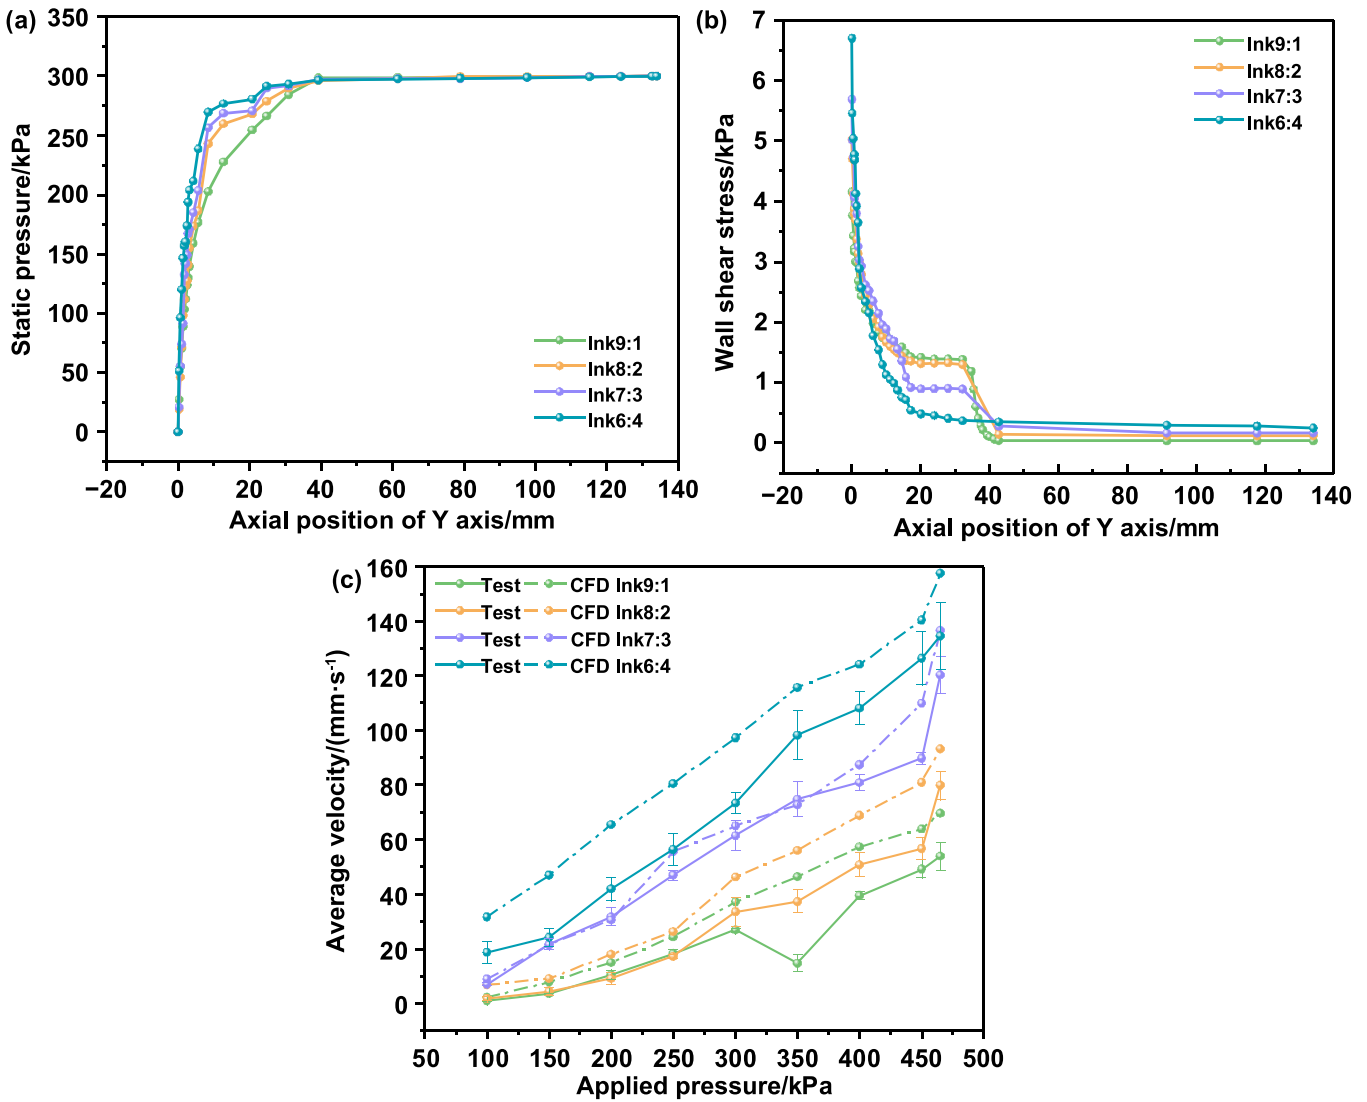 (a)
350
300
250
200
150
100
50
0
Static pressure/kPa
Ink9:1
Ink8:2
Ink7:3
Ink6:4
−20 0 20 40 60 80 100 120 140
Axial position of Y axis/mm
(b)
7
6
5
4
3
2
1
0
Wall shear stress/kPa
Ink9:1
Ink8:2
Ink7:3
Ink6:4
−20 0 20 40 60 80 100 120 140
Axial position of Y axis/mm
(c)
160
140
120
100
80
60
40
20
0
Average velocity/(mm·s⁻¹)
Test CFD Ink9:1
Test CFD Ink8:2
Test CFD Ink7:3
Test CFD Ink6:4
50 100 150 200 250 300 350 400 450 500
Applied pressure/kPa